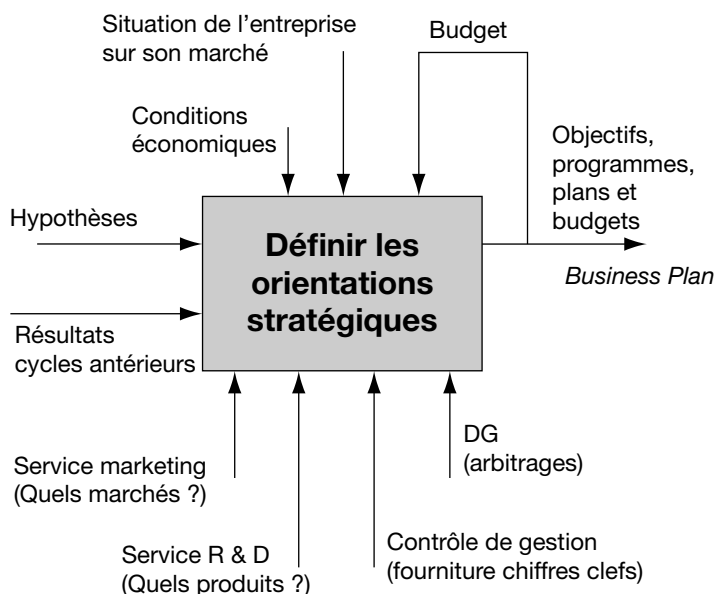 Situation de l’entreprise
sur son marché
Budget
Conditions
économiques
Objectifs,
programmes,
plans et
budgets
Hypothèses
Définir les
orientations
stratégiques
Business Plan
Résultats
cycles antérieurs
DG
(arbitrages)
Service marketing
(Quels marchés ?)
Contrôle de gestion
(fourniture chiffres clefs)
Service R & D
(Quels produits ?)